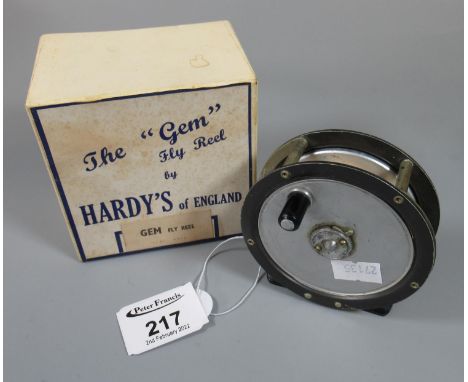 The "Gem"
Fly Reel
by
HARDY'S OF ENGLAND
GEM FLY REEL
Peter Francis
217
2nd February 2022
27135